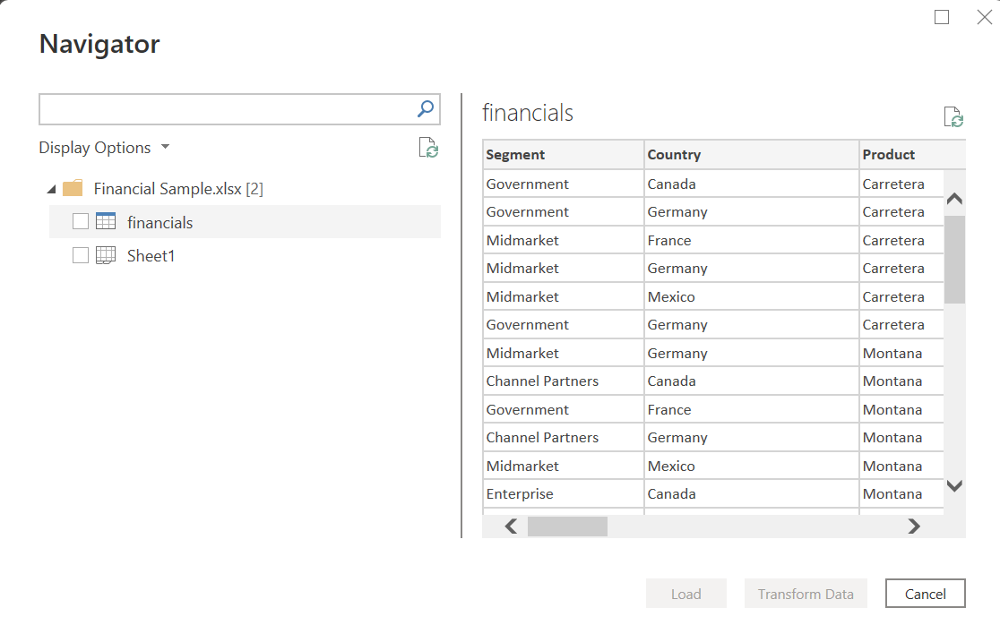 Navigator
Display Options
Financial Sample.xlsx [2]
financials
Sheet1
financials
Segment Country Product
Government Canada Carretera
Government Germany Carretera
Midmarket France Carretera
Midmarket Germany Carretera
Midmarket Mexico Carretera
Government Germany Carretera
Midmarket Germany Montana
Channel Partners Canada Montana
Government France Montana
Channel Partners Germany Montana
Midmarket Mexico Montana
Enterprise Canada Montana
Load Transform Data Cancel